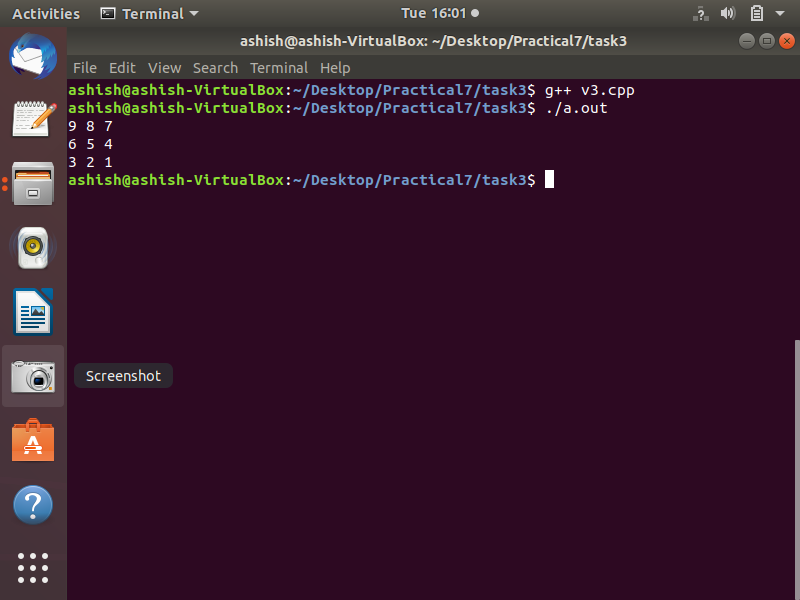 Activities Terminal Tue 16:01
ashish@ashish-VirtualBox: ~/Desktop/Practical7/task3
File Edit View Search Terminal Help
ashish@ashish-VirtualBox:~/Desktop/Practical7/task3$ g++ v3.cpp
ashish@ashish-VirtualBox:~/Desktop/Practical7/task3$ ./a.out
9 8 7
6 5 4
3 2 1
ashish@ashish-VirtualBox:~/Desktop/Practical7/task3$
Screenshot